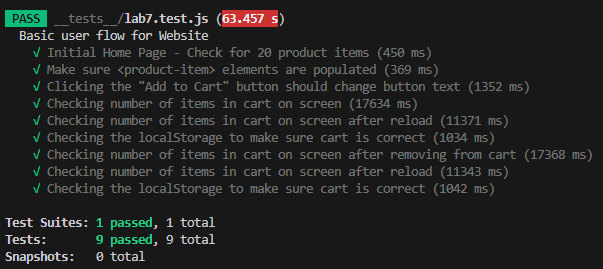 PASS __tests__/lab7.test.js (63.457 s)
Basic user flow for Website
√ Initial Home Page - Check for 20 product items (450 ms)
√ Make sure <product-item> elements are populated (369 ms)
√ Clicking the "Add to Cart" button should change button text (1352 ms)
√ Checking number of items in cart on screen (17634 ms)
√ Checking number of items in cart on screen after reload (11371 ms)
√ Checking the localStorage to make sure cart is correct (1034 ms)
√ Checking number of items in cart on screen after removing from cart (17368 ms)
√ Checking number of items in cart on screen after reload (11343 ms)
√ Checking the localStorage to make sure cart is correct (1042 ms)
Test Suites: 1 passed, 1 total
Tests: 9 passed, 9 total
Snapshots: 0 total